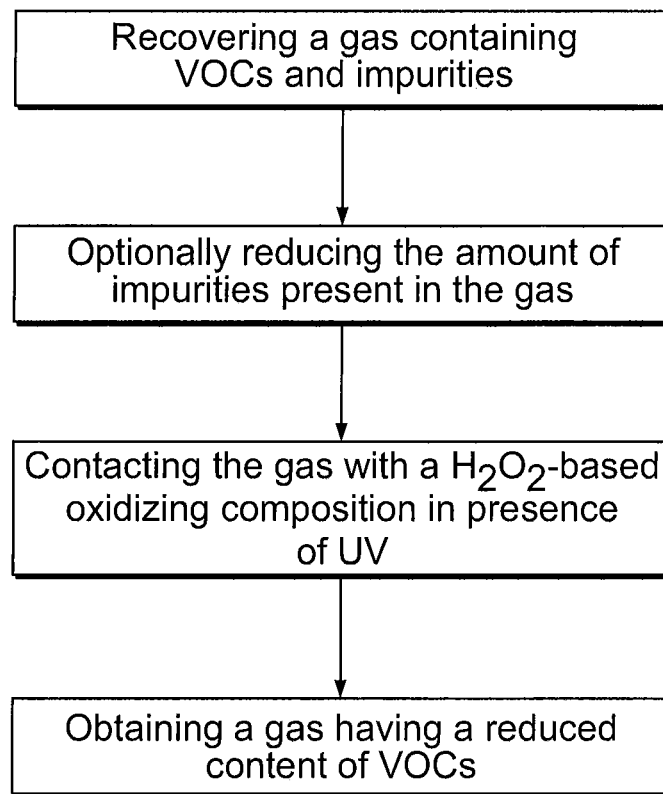 Recovering a gas containing
VOCs and impurities
Optionally reducing the amount of
impurities present in the gas
Contacting the gas with a H₂O₂-based
oxidizing composition in presence
of UV
Obtaining a gas having a reduced
content of VOCs